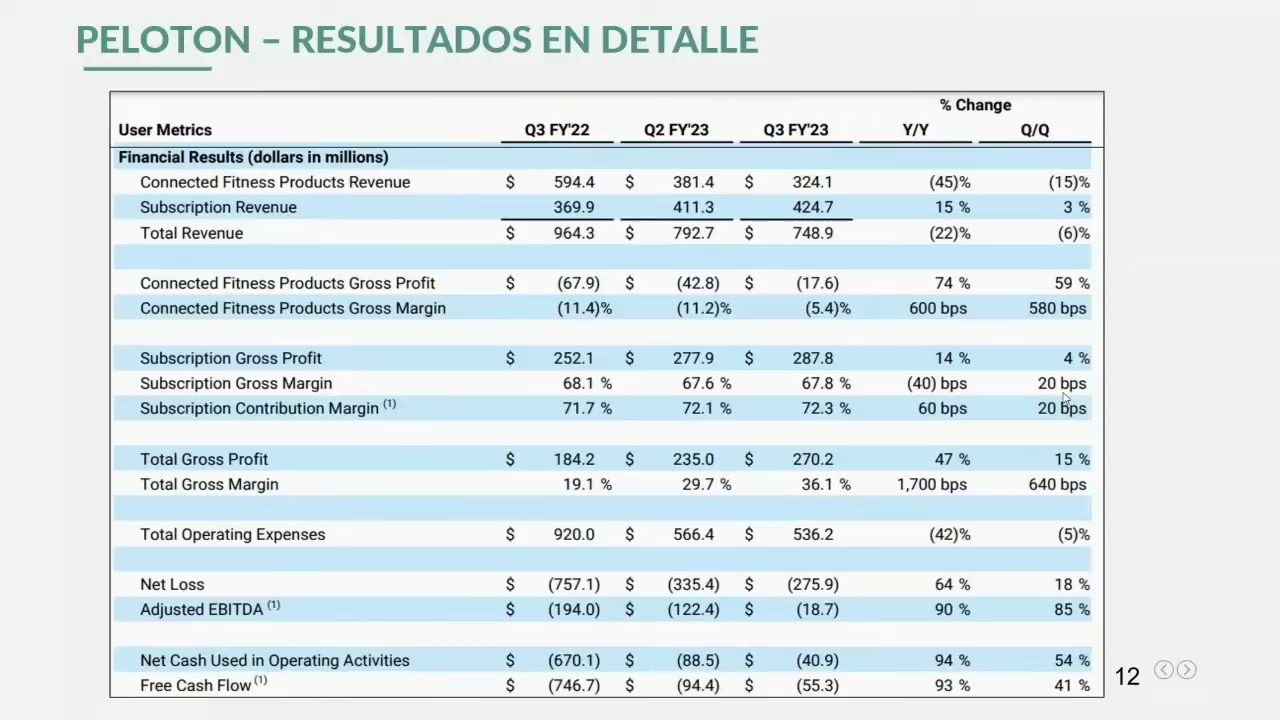 PELOTON – RESULTADOS EN DETALLE
% Change
User Metrics Q3 FY'22 Q2 FY'23 Q3 FY'23 Y/Y Q/Q
Financial Results (dollars in millions)
Connected Fitness Products Revenue $ 594.4 $ 381.4 $ 324.1 (45)% (15)%
Subscription Revenue 369.9 411.3 424.7 15 % 3 %
Total Revenue $ 964.3 $ 792.7 $ 748.9 (22)% (6)%
Connected Fitness Products Gross Profit $ (67.9) $ (42.8) $ (17.6) 74 % 59 %
Connected Fitness Products Gross Margin (11.4)% (11.2)% (5.4)% 600 bps 580 bps
Subscription Gross Profit $ 252.1 $ 277.9 $ 287.8 14 % 4 %
Subscription Gross Margin 68.1 % 67.6 % 67.8 % (40) bps 20 bps
Subscription Contribution Margin (1) 71.7 % 72.1 % 72.3 % 60 bps 20 bps
Total Gross Profit $ 184.2 $ 235.0 $ 270.2 47 % 15 %
Total Gross Margin 19.1 % 29.7 % 36.1 % 1,700 bps 640 bps
Total Operating Expenses $ 920.0 $ 566.4 $ 536.2 (42)% (5)%
Net Loss $ (757.1) $ (335.4) $ (275.9) 64 % 18 %
Adjusted EBITDA (1) $ (194.0) $ (122.4) $ (18.7) 90 % 85 %
Net Cash Used in Operating Activities $ (670.1) $ (88.5) $ (40.9) 94 % 54 %
Free Cash Flow (1) $ (746.7) $ (94.4) $ (55.3) 93 % 41 %
12